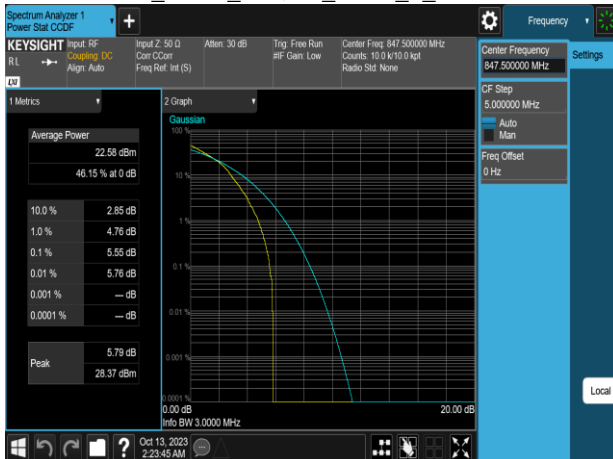 Spectrum Analyzer 1
Power Stat CCDF
+
Frequency
KEYSIGHT
RL
LXI
Input: RF
Coupling: DC
Align: Auto
Input Z: 50 Ω
Corr CCorr
Freq Ref: Int (S)
Atten: 30 dB
Trig: Free Run
#IF Gain: Low
Center Freq: 847.500000 MHz
Counts: 10.0 k/10.0 kpt
Radio Std: None
Center Frequency
847.500000 MHz
Settings
CF Step
5.000000 MHz
Auto
Man
Freq Offset
0 Hz
Local
1 Metrics
Average Power
22.58 dBm
46.15 % at 0 dB
10.0 % 2.85 dB
1.0 % 4.76 dB
0.1 % 5.55 dB
0.01 % 5.76 dB
0.001 % --- dB
0.0001 % --- dB
Peak
5.79 dB
28.37 dBm
2 Graph
Gaussian
100 %
10 %
1 %
0.1 %
0.01 %
0.001 %
0.0001 %
0.00 dB 20.00 dB
Info BW 3.0000 MHz
?
Oct 13, 2023
2:23:45 AM